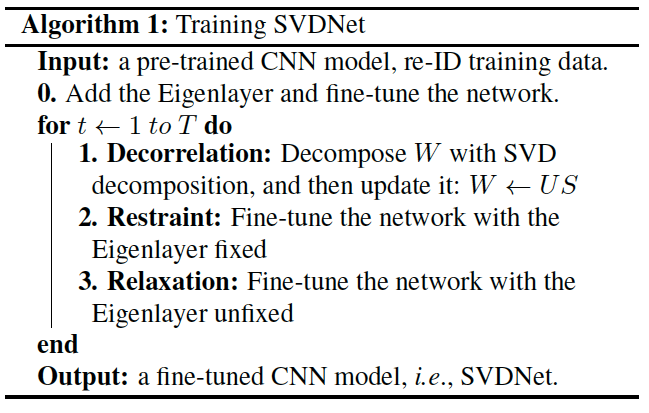 Algorithm 1: Training SVDNet
Input: a pre-trained CNN model, re-ID training data.
0. Add the Eigenlayer and fine-tune the network.
for t ← 1 to T do
1. Decorrelation: Decompose W with SVD
decomposition, and then update it: W ← US
2. Restraint: Fine-tune the network with the
Eigenlayer fixed
3. Relaxation: Fine-tune the network with the
Eigenlayer unfixed
end
Output: a fine-tuned CNN model, i.e., SVDNet.